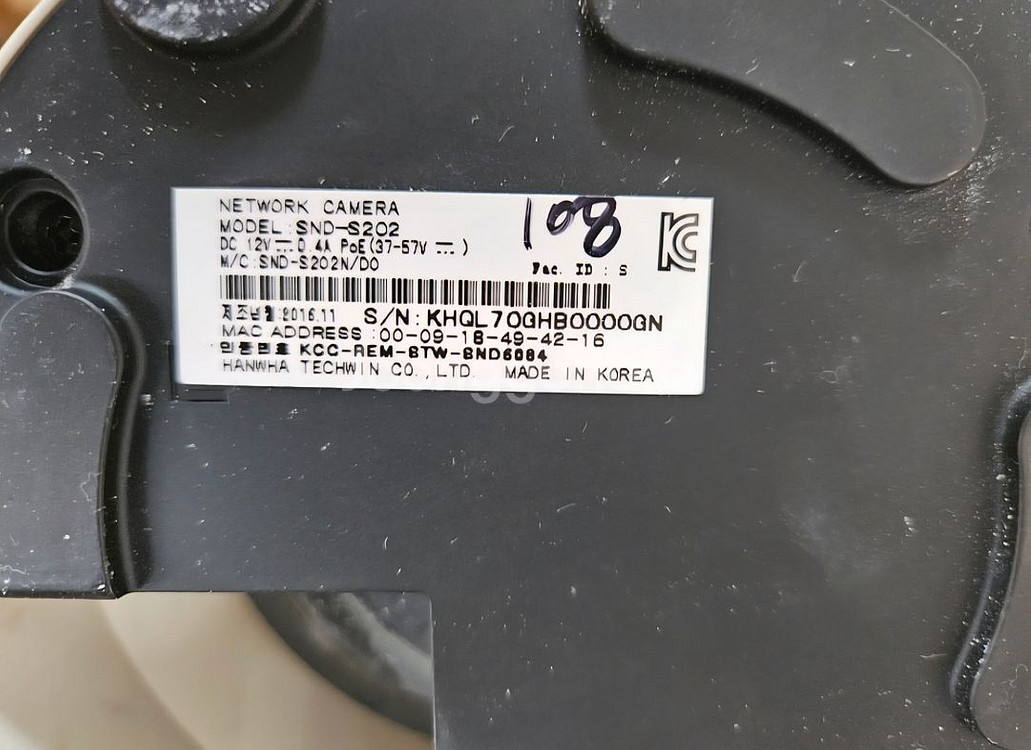 NETWORK CAMERA
108
MODEL:SND-S202
DC 12V 0.4A PoE(37-57V )
M/C:SND-S202N/DO
Fac. ID : S
제조년월:2016.11 S/N:KHQL70GHB00000GN
MAC ADDRESS:00-09-18-49-42-16
인증번호 KCC-REM-STW-SND6084
HANWHA TECHWIN CO.,LTD. MADE IN KOREA